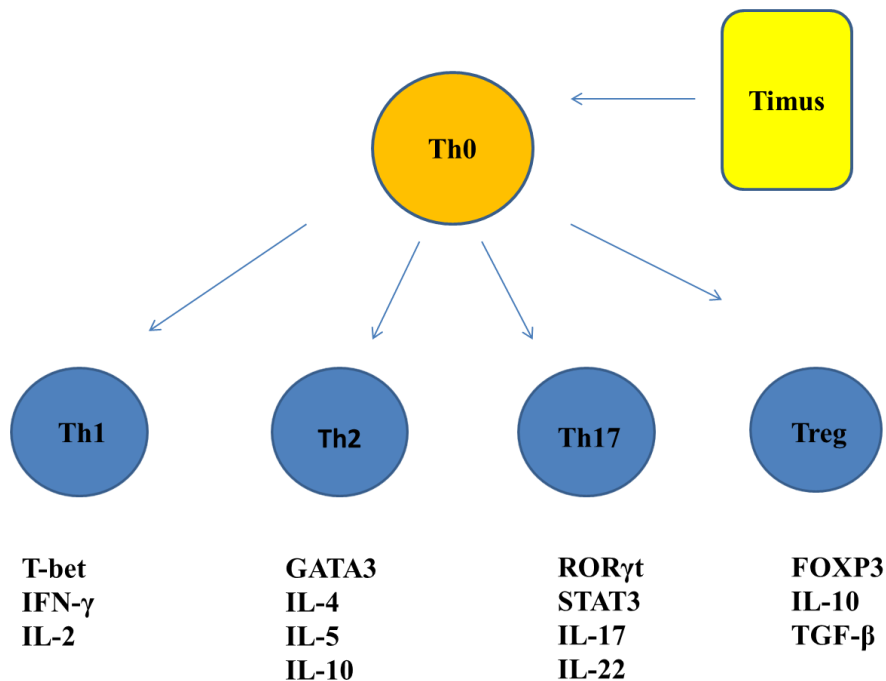 Timus
Th0
Th1
Th2
Th17
Treg
T-bet
IFN-γ
IL-2
GATA3
IL-4
IL-5
IL-10
RORγt
STAT3
IL-17
IL-22
FOXP3
IL-10
TGF-β